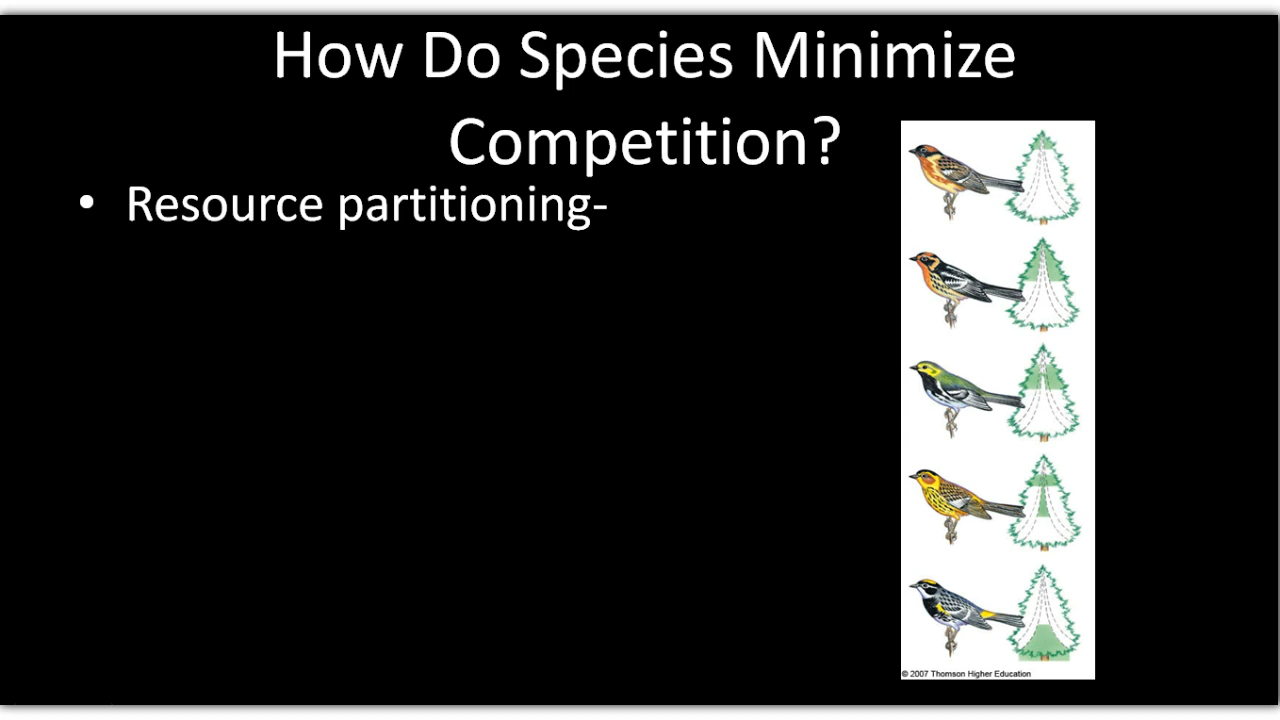 How Do Species Minimize
Competition?
• Resource partitioning-
© 2007 Thomson Higher Education